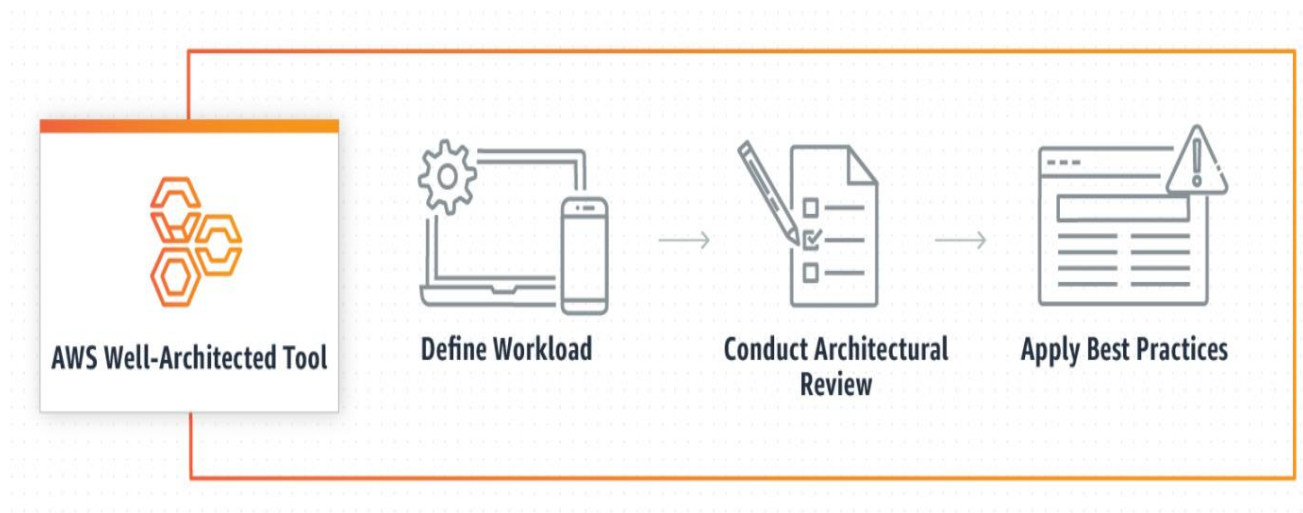 AWS Well-Architected Tool
Define Workload
Conduct Architectural
Review
Apply Best Practices